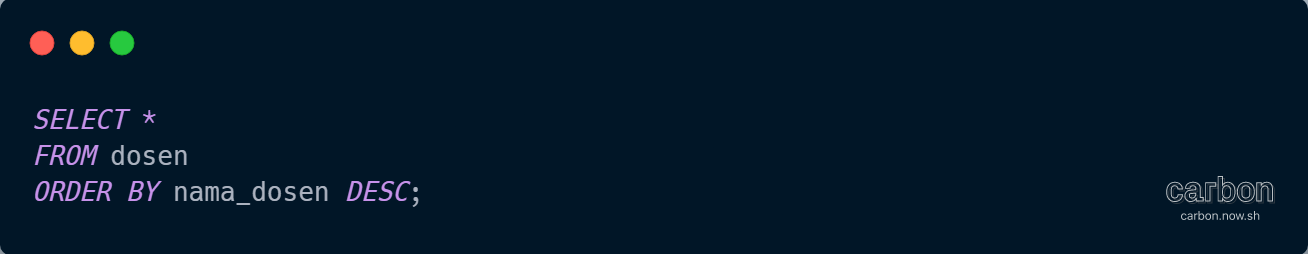 SELECT *
FROM dosen
ORDER BY nama_dosen DESC;
carbon
carbon.now.sh